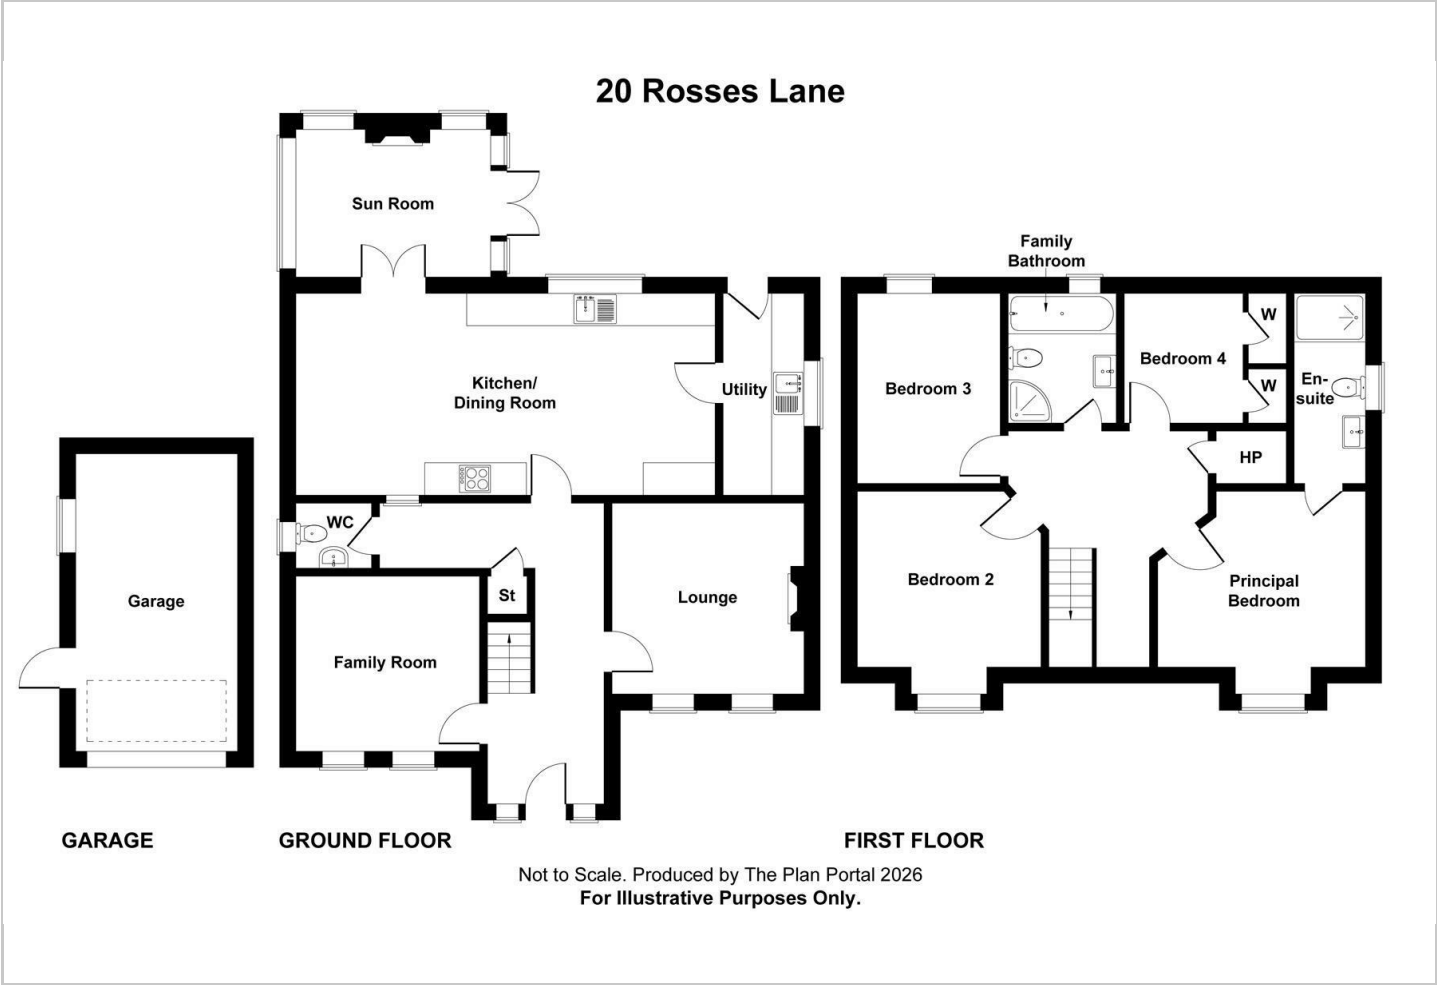 20 Rosses Lane
Sun Room
Family
Bathroom
W
Bedroom 4
Kitchen/
Dining Room
Utility
Bedroom 3
W
En-
suite
HP
WC
Garage
St
Lounge
Bedroom 2
Principal
Bedroom
Family Room
GARAGE
GROUND FLOOR
FIRST FLOOR
Not to Scale. Produced by The Plan Portal 2026
For Illustrative Purposes Only.